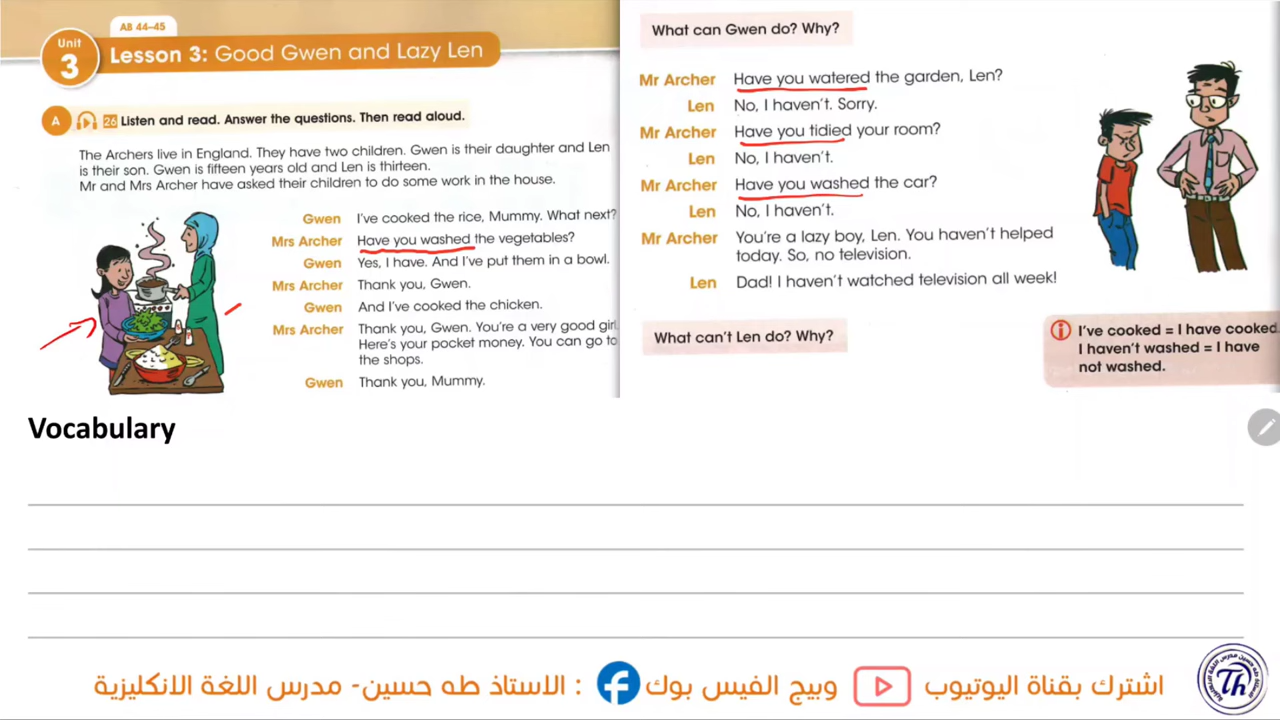 AB 44–45
Unit 3
Lesson 3: Good Gwen and Lazy Len
A 26 Listen and read. Answer the questions. Then read aloud.
The Archers live in England. They have two children. Gwen is their daughter and Len
is their son. Gwen is fifteen years old and Len is thirteen.
Mr and Mrs Archer have asked their children to do some work in the house.
Gwen I've cooked the rice, Mummy. What next?
Mrs Archer Have you washed the vegetables?
Gwen Yes, I have. And I've put them in a bowl.
Mrs Archer Thank you, Gwen.
Gwen And I've cooked the chicken.
Mrs Archer Thank you, Gwen. You're a very good girl.
Here's your pocket money. You can go to
the shops.
Gwen Thank you, Mummy.
What can Gwen do? Why?
Mr Archer Have you watered the garden, Len?
Len No, I haven't. Sorry.
Mr Archer Have you tidied your room?
Len No, I haven't.
Mr Archer Have you washed the car?
Len No, I haven't.
Mr Archer You're a lazy boy, Len. You haven't helped
today. So, no television.
Len Dad! I haven't watched television all week!
What can't Len do? Why?
I've cooked = I have cooked.
I haven't washed = I have
not washed.
Vocabulary
اشترك بقناة اليوتيوب وبيج الفيس بوك : الاستاذ طه حسين- مدرس اللغة الانكليزية
Th